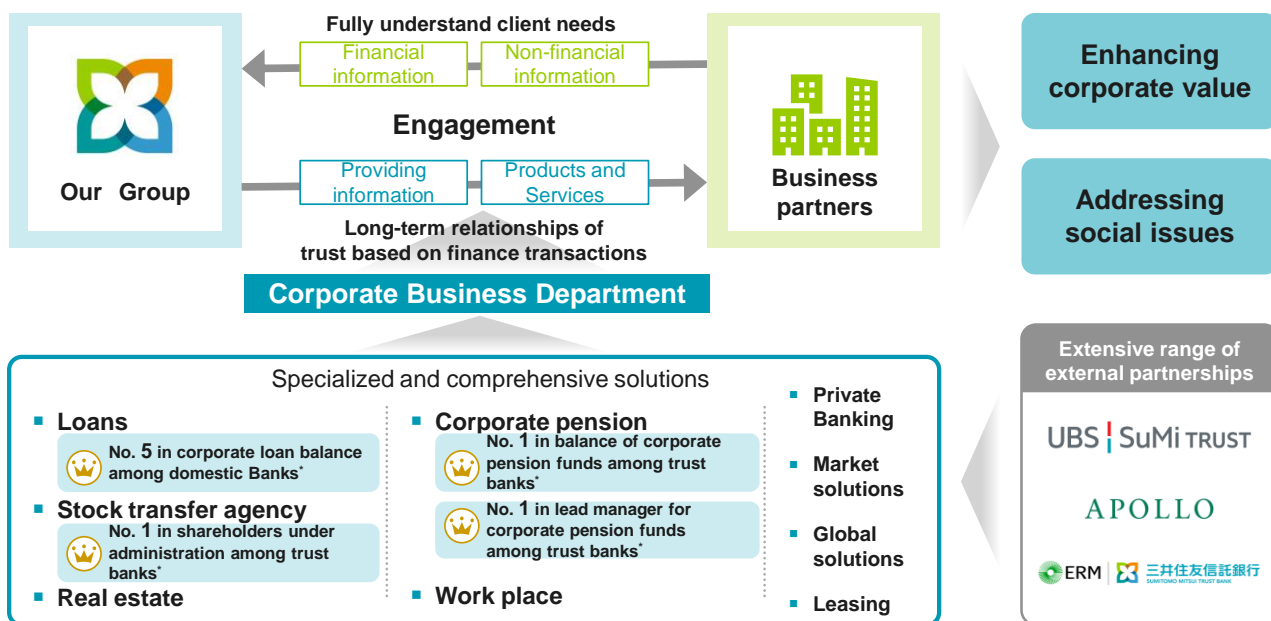 Fully understand client needs
Financial
information
Non-financial
information
Engagement
Our Group
Providing
information
Products and
Services
Business
partners
Long-term relationships of
trust based on finance transactions
Corporate Business Department
Enhancing
corporate value
Addressing
social issues
Specialized and comprehensive solutions
Loans
No. 5 in corporate loan balance
among domestic Banks*
Stock transfer agency
No. 1 in shareholders under
administration among trust
banks*
Real estate
Corporate pension
No. 1 in balance of corporate
pension funds among trust
banks*
No. 1 in lead manager for
corporate pension funds
among trust banks*
Work place
Private
Banking
Market
solutions
Global
solutions
Leasing
Extensive range of
external partnerships
UBS | SuMi TRUST
APOLLO
ERM | 三井住友信託銀行
SUMITOMO MITSUI TRUST BANK